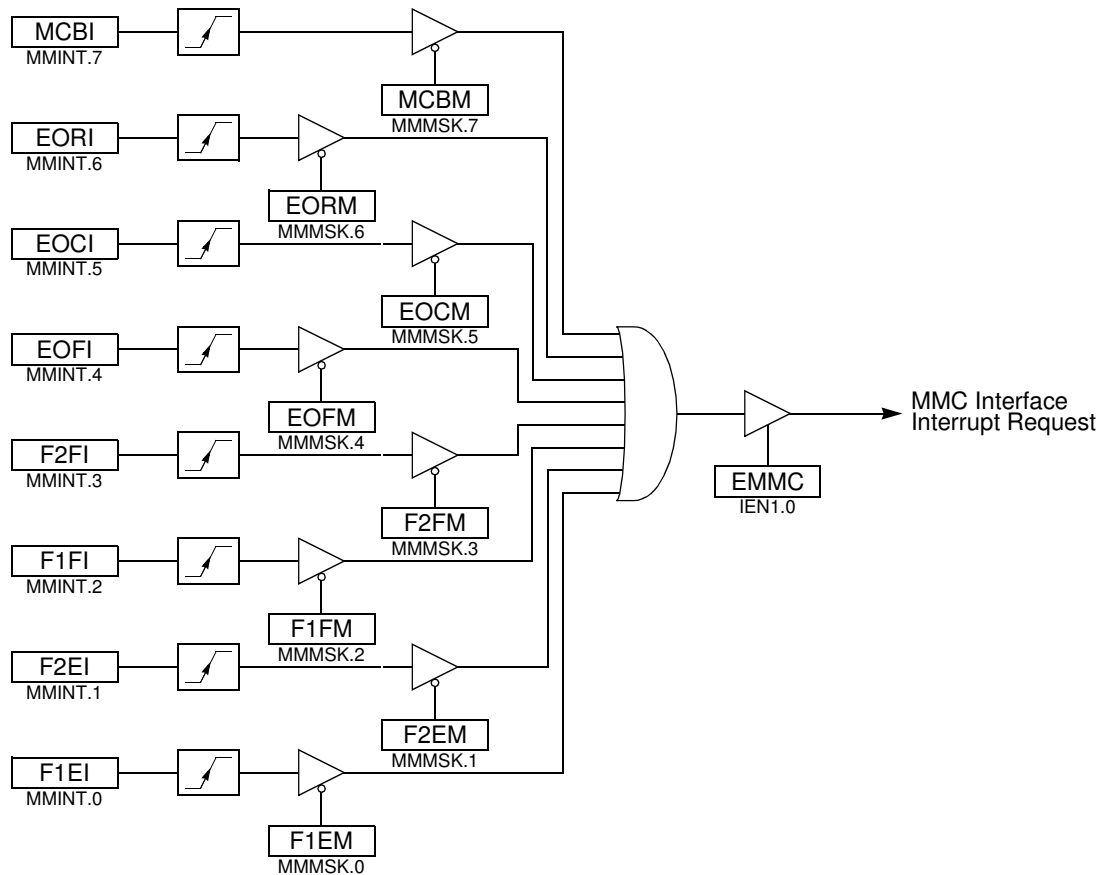 MCBI
MMINT.7
MCBM
MMMSK.7
EORI
MMINT.6
EORM
MMMSK.6
EOCI
MMINT.5
EOCM
MMMSK.5
EOFI
MMINT.4
EOFM
MMMSK.4
MMC Interface
Interrupt Request
EMMC
IEN1.0
F2FI
MMINT.3
F2FM
MMMSK.3
F1FI
MMINT.2
F1FM
MMMSK.2
F2EI
MMINT.1
F2EM
MMMSK.1
F1EI
MMINT.0
F1EM
MMMSK.0